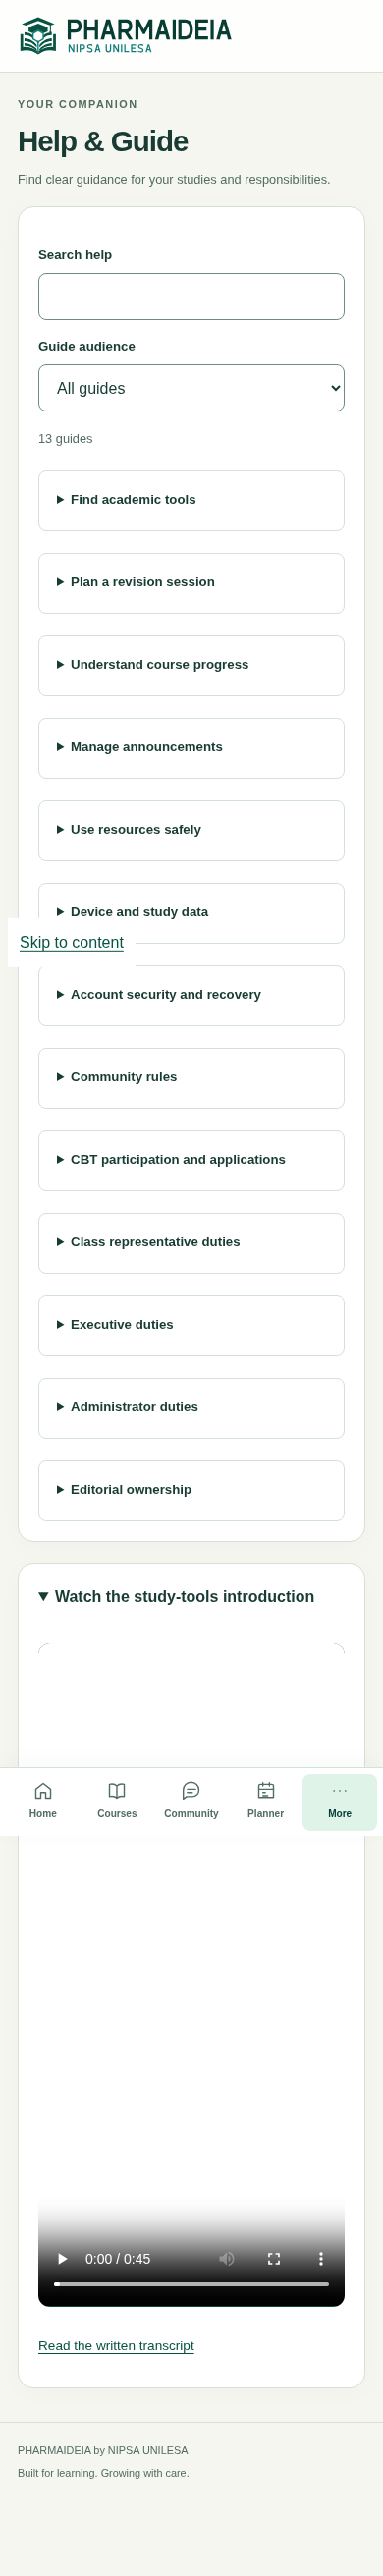 PHARMAIDEIA
NIPSA UNILESA
YOUR COMPANION
Help & Guide
Find clear guidance for your studies and responsibilities.
Search help
Guide audience
All guides
13 guides
Find academic tools
Plan a revision session
Understand course progress
Manage announcements
Use resources safely
Device and study data
Skip to content
Account security and recovery
Community rules
CBT participation and applications
Class representative duties
Executive duties
Administrator duties
Editorial ownership
Watch the study-tools introduction
Home Courses Community Planner More
0:00 / 0:45
Read the written transcript
PHARMAIDEIA by NIPSA UNILESA
Built for learning. Growing with care.